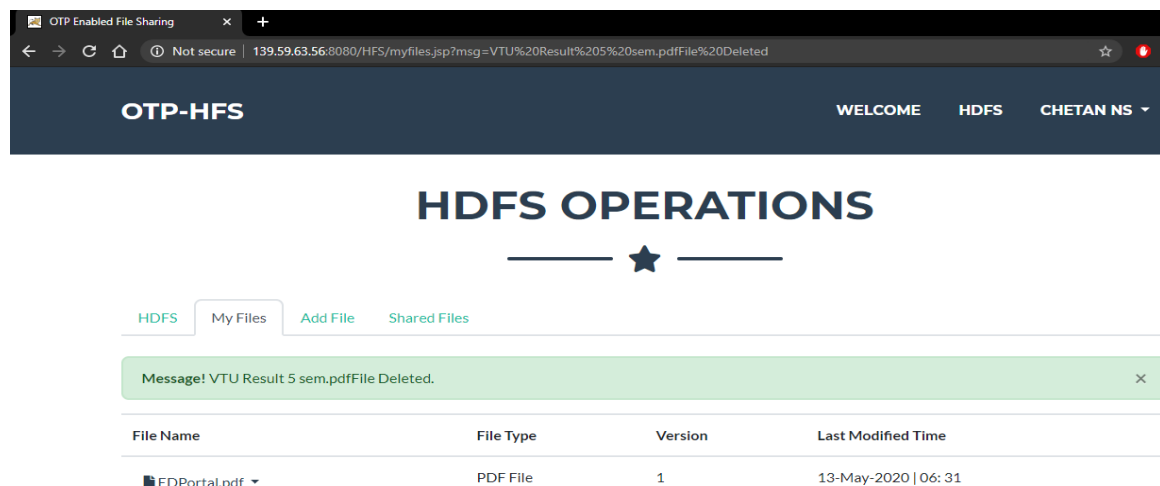 OTP Enabled File Sharing
Not secure | 139.59.63.56:8080/HFS/myfiles.jsp?msg=VTU%20Result%205%20sem.pdfFile%20Deleted
OTP-HFS WELCOME HDFS CHETAN NS
HDFS OPERATIONS
HDFS My Files Add File Shared Files
Message! VTU Result 5 sem.pdfFile Deleted.
File Name File Type Version Last Modified Time
EDPortal.pdf PDF File 1 13-May-2020 | 06: 31